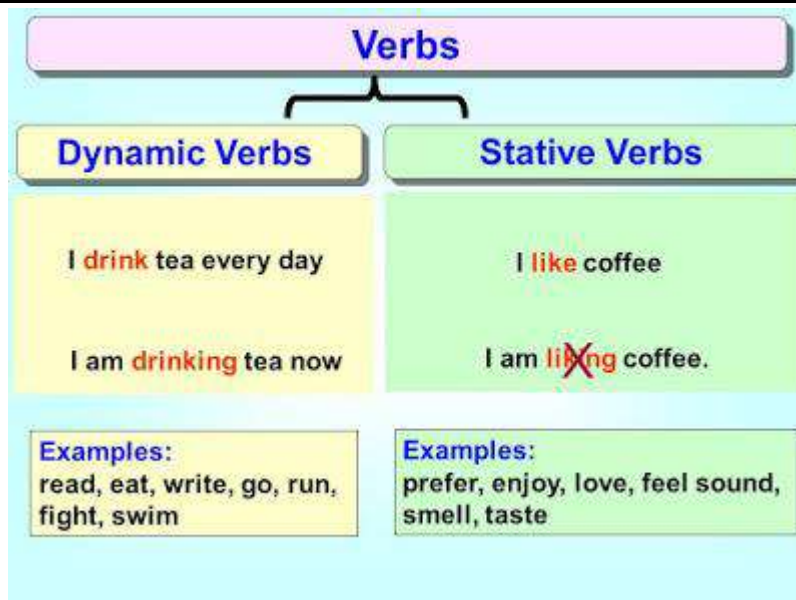 Verbs
Dynamic Verbs
I drink tea every day
I am drinking tea now
Examples:
read, eat, write, go, run,
fight, swim
Stative Verbs
I like coffee
I am liking coffee.
Examples:
prefer, enjoy, love, feel sound,
smell, taste